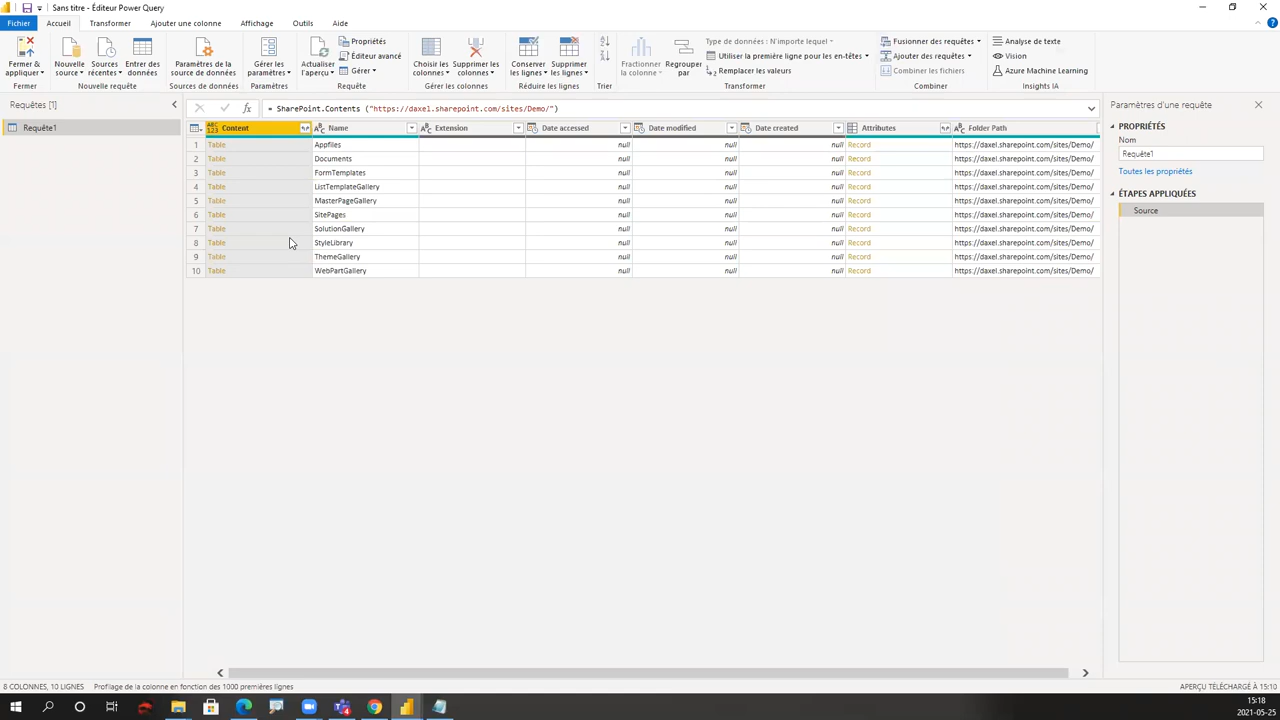 Sans titre - Éditeur Power Query
Fichier Accueil Transformer Ajouter une colonne Affichage Outils Aide
Fermer & appliquer
Fermer
Nouvelle source
Sources récentes
Entrer des données
Nouvelle requête
Paramètres de la source de données
Sources de données
Gérer les paramètres
Paramètres
Actualiser l'aperçu
Propriétés
Éditeur avancé
Gérer
Requête
Choisir les colonnes
Supprimer les colonnes
Gérer les colonnes
Conserver les lignes
Supprimer les lignes
Réduire les lignes
Trier
Fractionner la colonne
Regrouper par
Type de données : N'importe lequel
Utiliser la première ligne pour les en-têtes
Remplacer les valeurs
Transformer
Fusionner des requêtes
Ajouter des requêtes
Combiner les fichiers
Combiner
Analyse de texte
Vision
Azure Machine Learning
Insights IA
Requêtes [1]
Requête1
= SharePoint.Contents ("https://daxel.sharepoint.com/sites/Demo/")
Content Name Extension Date accessed Date modified Date created Attributes Folder Path
1 Table Appfiles null null null Record https://daxel.sharepoint.com/sites/Demo/
2 Table Documents null null null Record https://daxel.sharepoint.com/sites/Demo/
3 Table FormTemplates null null null Record https://daxel.sharepoint.com/sites/Demo/
4 Table ListTemplateGallery null null null Record https://daxel.sharepoint.com/sites/Demo/
5 Table MasterPageGallery null null null Record https://daxel.sharepoint.com/sites/Demo/
6 Table SitePages null null null Record https://daxel.sharepoint.com/sites/Demo/
7 Table SolutionGallery null null null Record https://daxel.sharepoint.com/sites/Demo/
8 Table StyleLibrary null null null Record https://daxel.sharepoint.com/sites/Demo/
9 Table ThemeGallery null null null Record https://daxel.sharepoint.com/sites/Demo/
10 Table WebPartGallery null null null Record https://daxel.sharepoint.com/sites/Demo/
Paramètres d'une requête
PROPRIÉTÉS
Nom
Requête1
Toutes les propriétés
ÉTAPES APPLIQUÉES
Source
8 COLONNES, 10 LIGNES Profilage de la colonne en fonction des 1000 premières lignes
APERÇU TÉLÉCHARGÉ À 15:10
15:18
2021-05-25